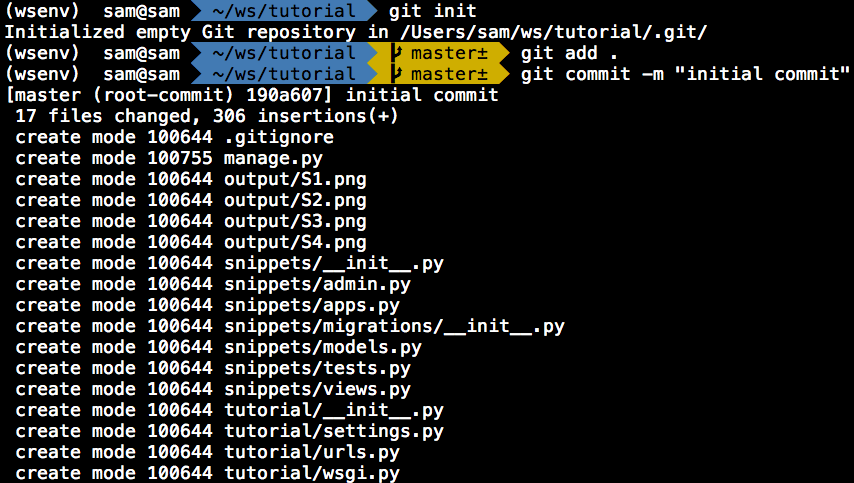 (wsenv) sam@sam ~/ws/tutorial git init
Initialized empty Git repository in /Users/sam/ws/tutorial/.git/
(wsenv) sam@sam ~/ws/tutorial master± git add .
(wsenv) sam@sam ~/ws/tutorial master± git commit -m "initial commit"
[master (root-commit) 190a607] initial commit
17 files changed, 306 insertions(+)
create mode 100644 .gitignore
create mode 100755 manage.py
create mode 100644 output/S1.png
create mode 100644 output/S2.png
create mode 100644 output/S3.png
create mode 100644 output/S4.png
create mode 100644 snippets/__init__.py
create mode 100644 snippets/admin.py
create mode 100644 snippets/apps.py
create mode 100644 snippets/migrations/__init__.py
create mode 100644 snippets/models.py
create mode 100644 snippets/tests.py
create mode 100644 snippets/views.py
create mode 100644 tutorial/__init__.py
create mode 100644 tutorial/settings.py
create mode 100644 tutorial/urls.py
create mode 100644 tutorial/wsgi.py